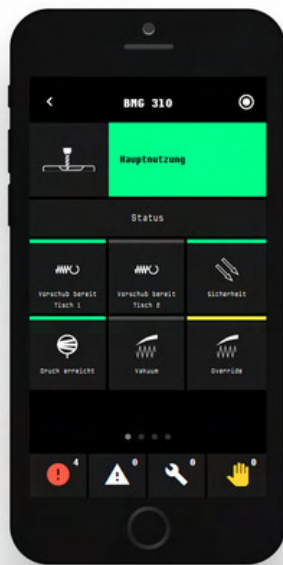 BMG 310
Hauptnutzung
Status
Vorschub bereit
Tisch 1
Vorschub bereit
Tisch 2
Sicherheit
Druck erreicht
Vakuum
Override
4
0
0
0